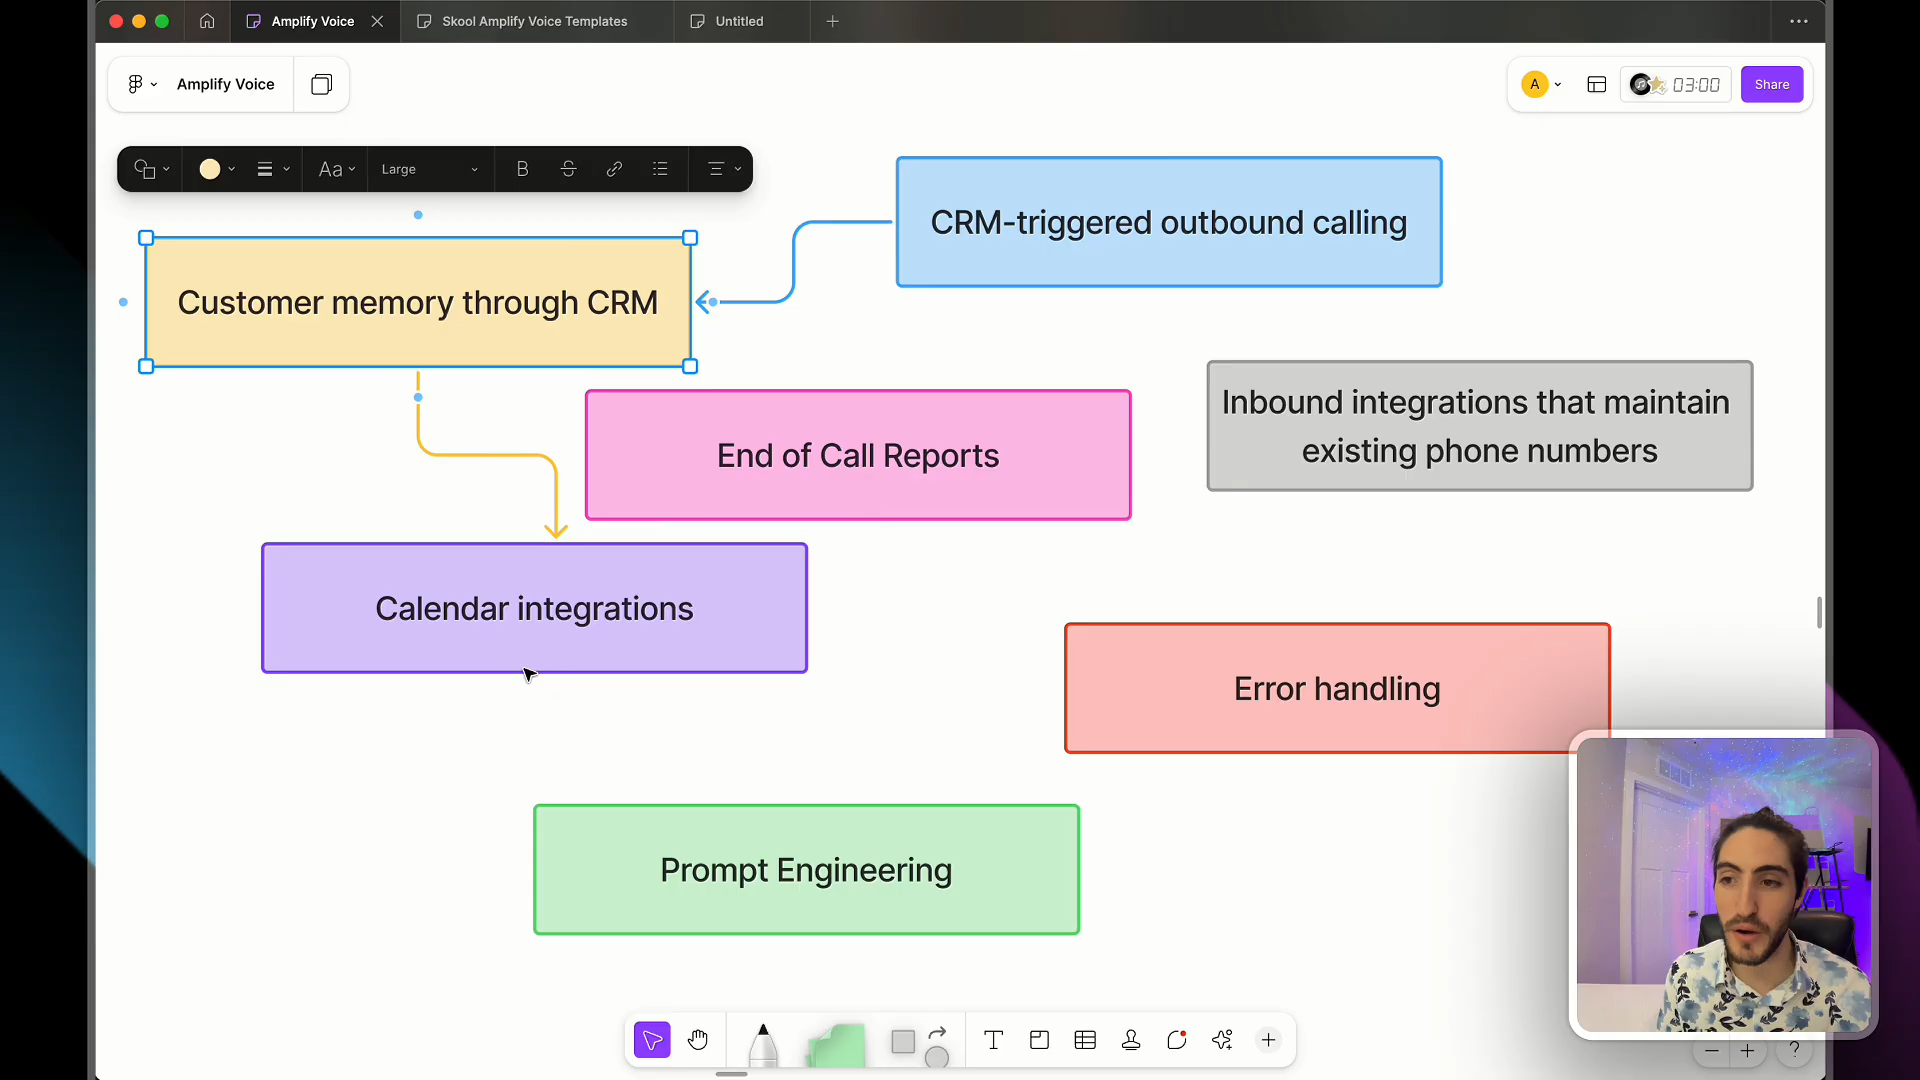 Amplify Voice
Skool Amplify Voice Templates
Untitled
Amplify Voice
A
03:00
Share
Aa
Large
B
S
CRM-triggered outbound calling
Customer memory through CRM
Inbound integrations that maintain
existing phone numbers
End of Call Reports
Calendar integrations
Error handling
Prompt Engineering
T
?